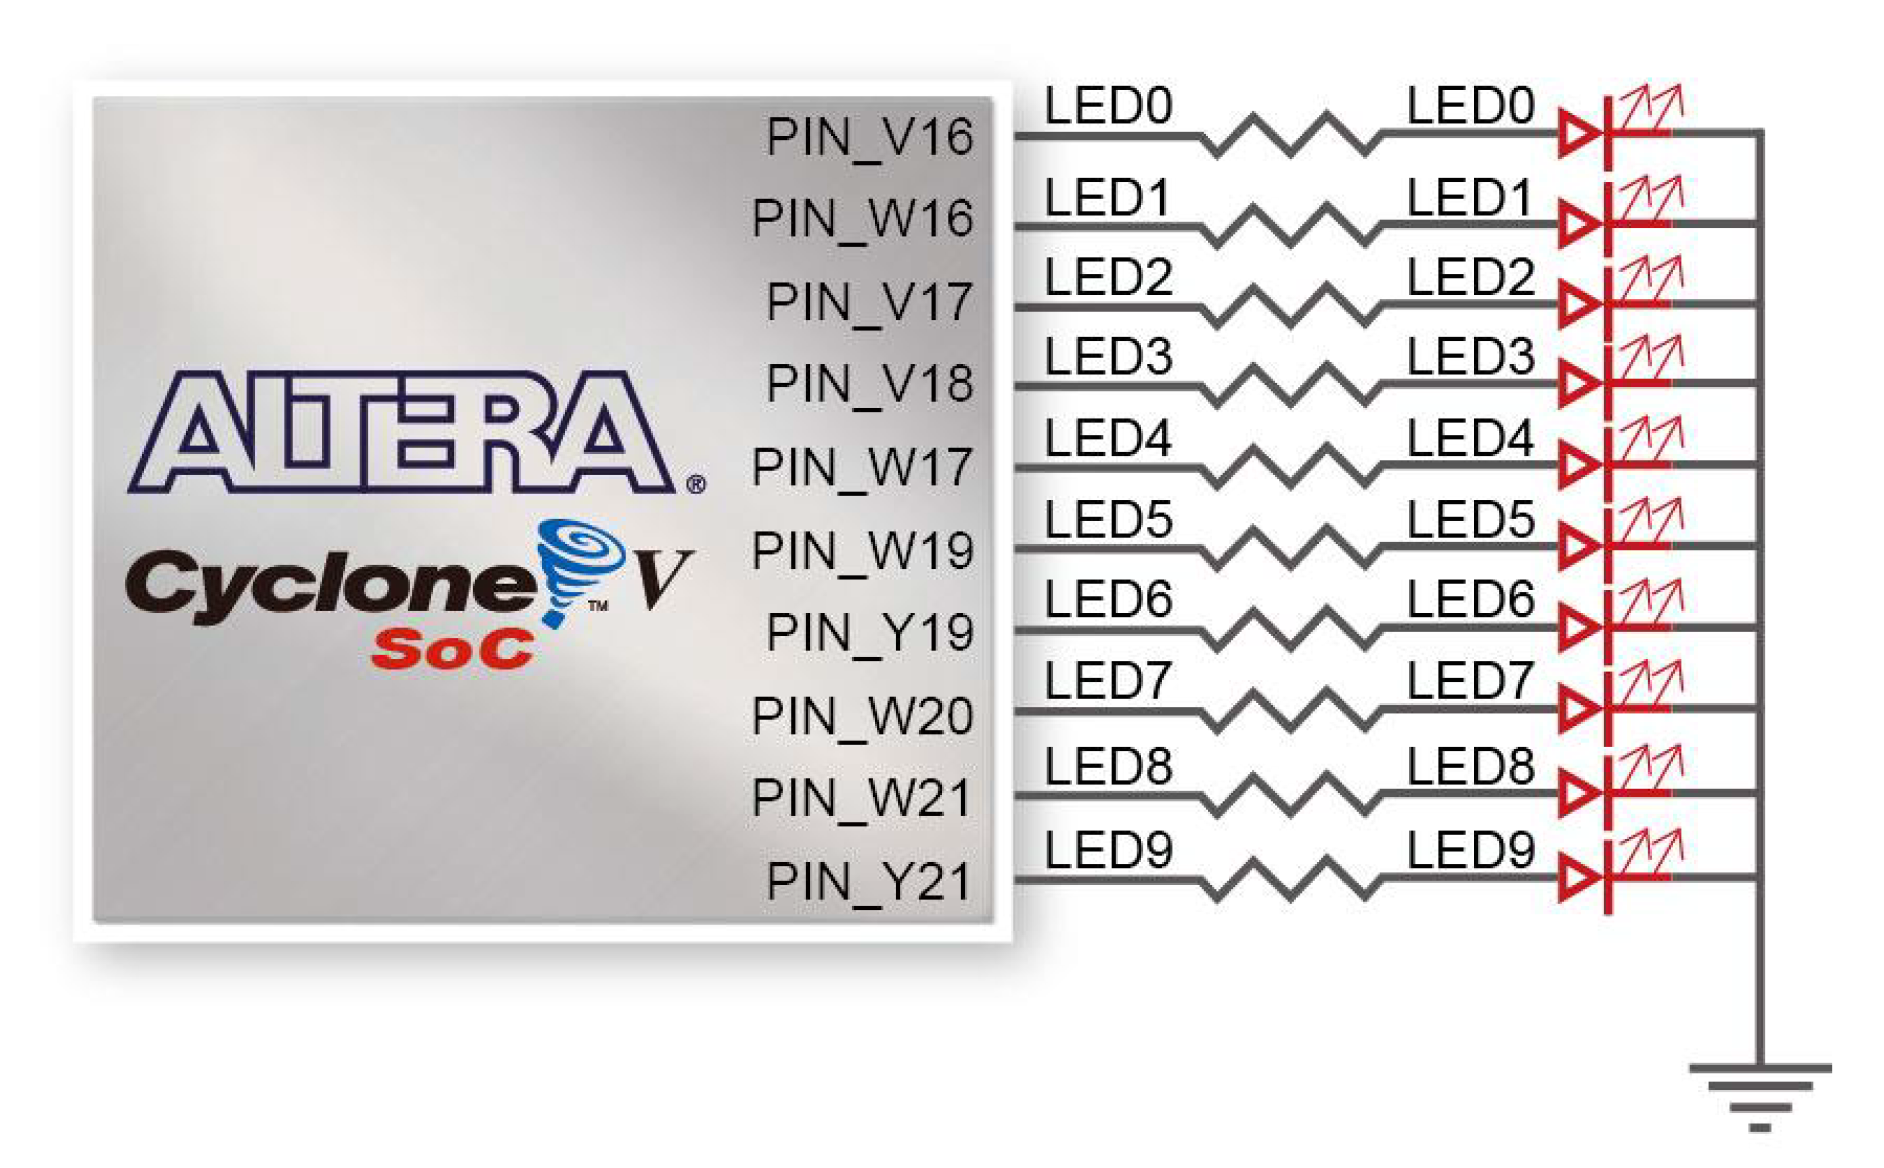 PIN_V16 LED0 LED0
PIN_W16 LED1 LED1
PIN_V17 LED2 LED2
PIN_V18 LED3 LED3
PIN_W17 LED4 LED4
PIN_W19 LED5 LED5
PIN_Y19 LED6 LED6
PIN_W20 LED7 LED7
PIN_W21 LED8 LED8
PIN_Y21 LED9 LED9
ALTERA®
Cyclone™ V
SoC